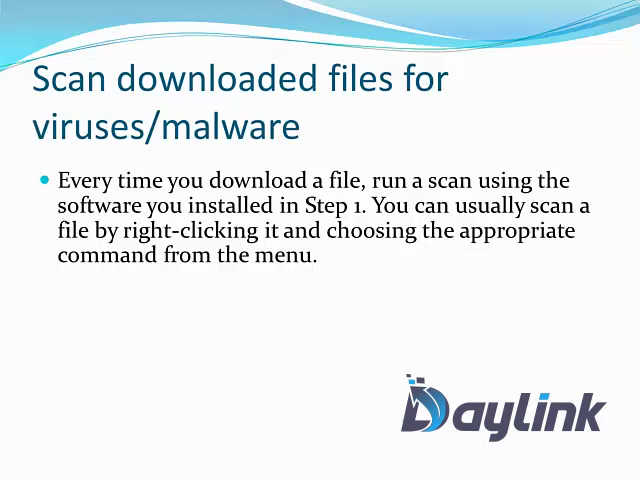 Scan downloaded files for
viruses/malware
• Every time you download a file, run a scan using the
software you installed in Step 1. You can usually scan a
file by right-clicking it and choosing the appropriate
command from the menu.
Daylink